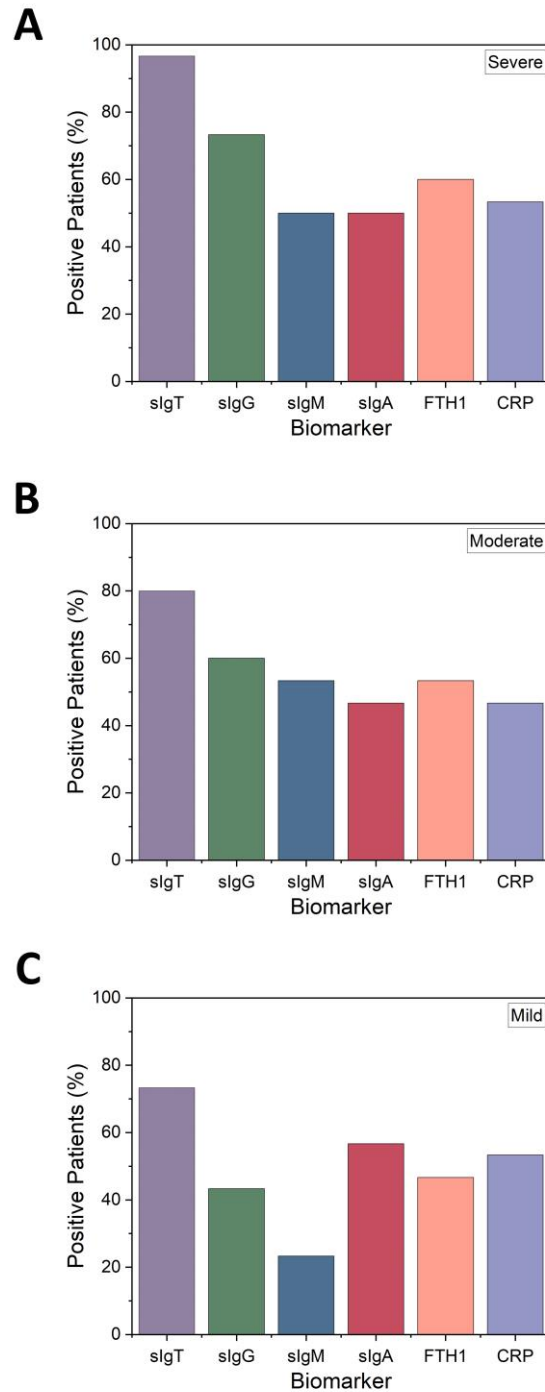 A
Severe
Positive Patients (%)
100
80
60
40
20
0
sIgT sIgG sIgM sIgA FTH1 CRP
Biomarker
B
Moderate
Positive Patients (%)
100
80
60
40
20
0
sIgT sIgG sIgM sIgA FTH1 CRP
Biomarker
C
Mild
Positive Patients (%)
100
80
60
40
20
0
sIgT sIgG sIgM sIgA FTH1 CRP
Biomarker